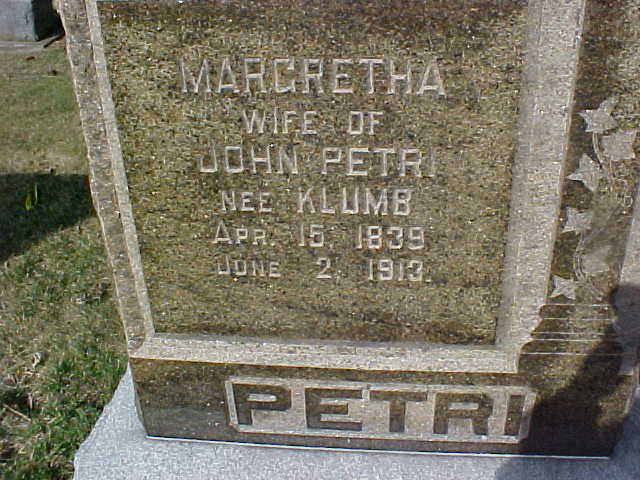 MARGRETHA
WIFE OF
JOHN PETRI
NEE KLUMB
APR. 15. 1839
JUNE 2. 1913.
PETRI